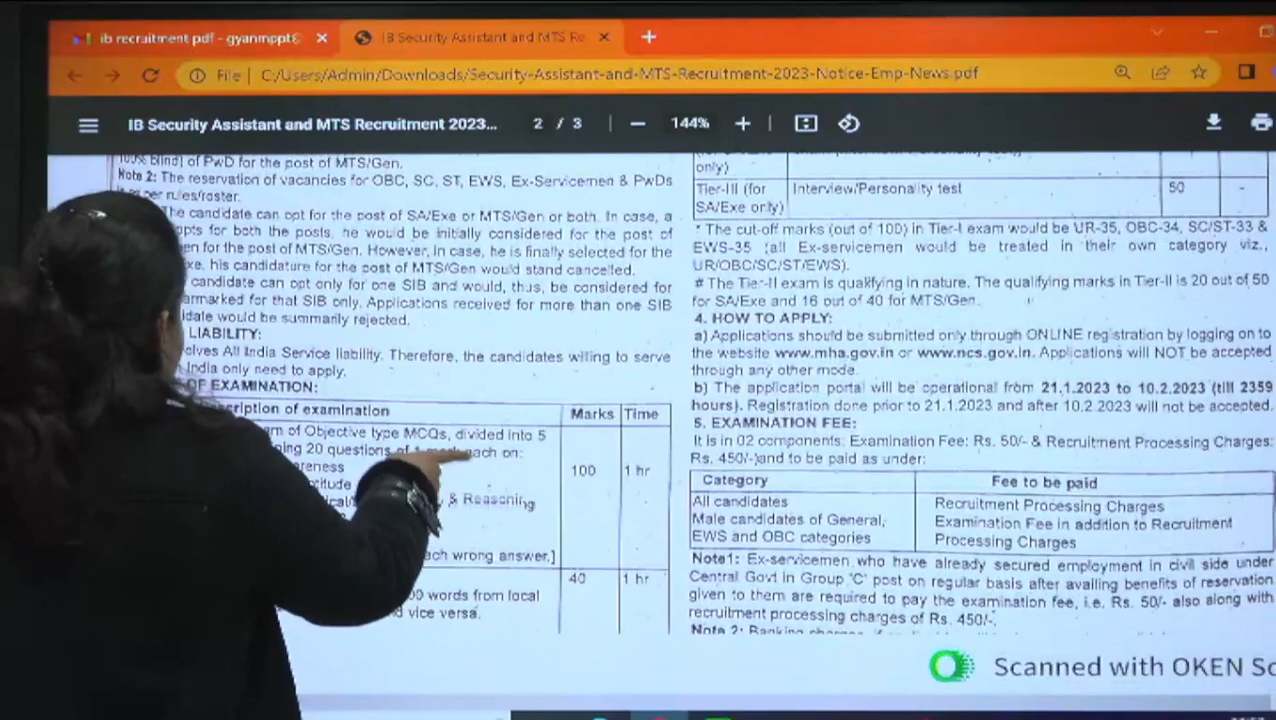 ib recruitment pdf - gyanmppt@
IB Security Assistant and MTS Re
File C:/Users/Admin/Downloads/Security-Assistant-and-MTS-Recruitment-2023-Notice-Emp-News.pdf
IB Security Assistant and MTS Recruitment 2023...
2 / 3
144%
100% blind) of PwD for the post of MTS/Gen.
Note 2: The reservation of vacancies for OBC, SC, ST, EWS, Ex-Servicemen & PwDs
is as per rules/roster.
The candidate can opt for the post of SA/Exe or MTS/Gen or both. In case, a
opts for both the posts, he would be initially considered for the post of
en for the post of MTS/Gen. However, in case, he is finally selected for the
xe, his candidature for the post of MTS/Gen would stand cancelled.
candidate can opt only for one SIB and would, thus, be considered for
armarked for that SIB only. Applications received for more than one SIB
idate would be summarily rejected.
LIABILITY:
olves All India Service liability. Therefore, the candidates willing to serve
India only need to apply.
OF EXAMINATION:
cription of examination
Marks Time
m of Objective type MCQs, divided into 5
ning 20 questions of 1 mark each on:
areness
100 1 hr
titude
& Reasoning
ach wrong answer.]
40 1 hr
00 words from local
d vice versa.
only)
Tier-III (for Interview/Personality test 50 -
SA/Exe only)
* The cut-off marks (out of 100) in Tier-I exam would be UR-35, OBC-34, SC/ST-33 &
EWS-35 (all Ex-servicemen would be treated in their own category viz.,
UR/OBC/SC/ST/EWS).
# The Tier-II exam is qualifying in nature. The qualifying marks in Tier-II is 20 out of 50
for SA/Exe and 16 out of 40 for MTS/Gen.
4. HOW TO APPLY:
a) Applications should be submitted only through ONLINE registration by logging on to
the website www.mha.gov.in or www.ncs.gov.in. Applications will NOT be accepted
through any other mode.
b) The application portal will be operational from 21.1.2023 to 10.2.2023 (till 2359
hours). Registration done prior to 21.1.2023 and after 10.2.2023 will not be accepted.
5. EXAMINATION FEE:
It is in 02 components: Examination Fee: Rs. 50/- & Recruitment Processing Charges:
Rs. 450/-)and to be paid as under:
Category Fee to be paid
All candidates Recruitment Processing Charges
Male candidates of General, Examination Fee in addition to Recruitment
EWS and OBC categories Processing Charges
Note1: Ex-servicemen who have already secured employment in civil side under
Central Govt in Group 'C' post on regular basis after availing benefits of reservation
given to them are required to pay the examination fee, i.e. Rs. 50/- also along with
recruitment processing charges of Rs. 450/-.
Note 2: Banking charges,
Scanned with OKEN Sc